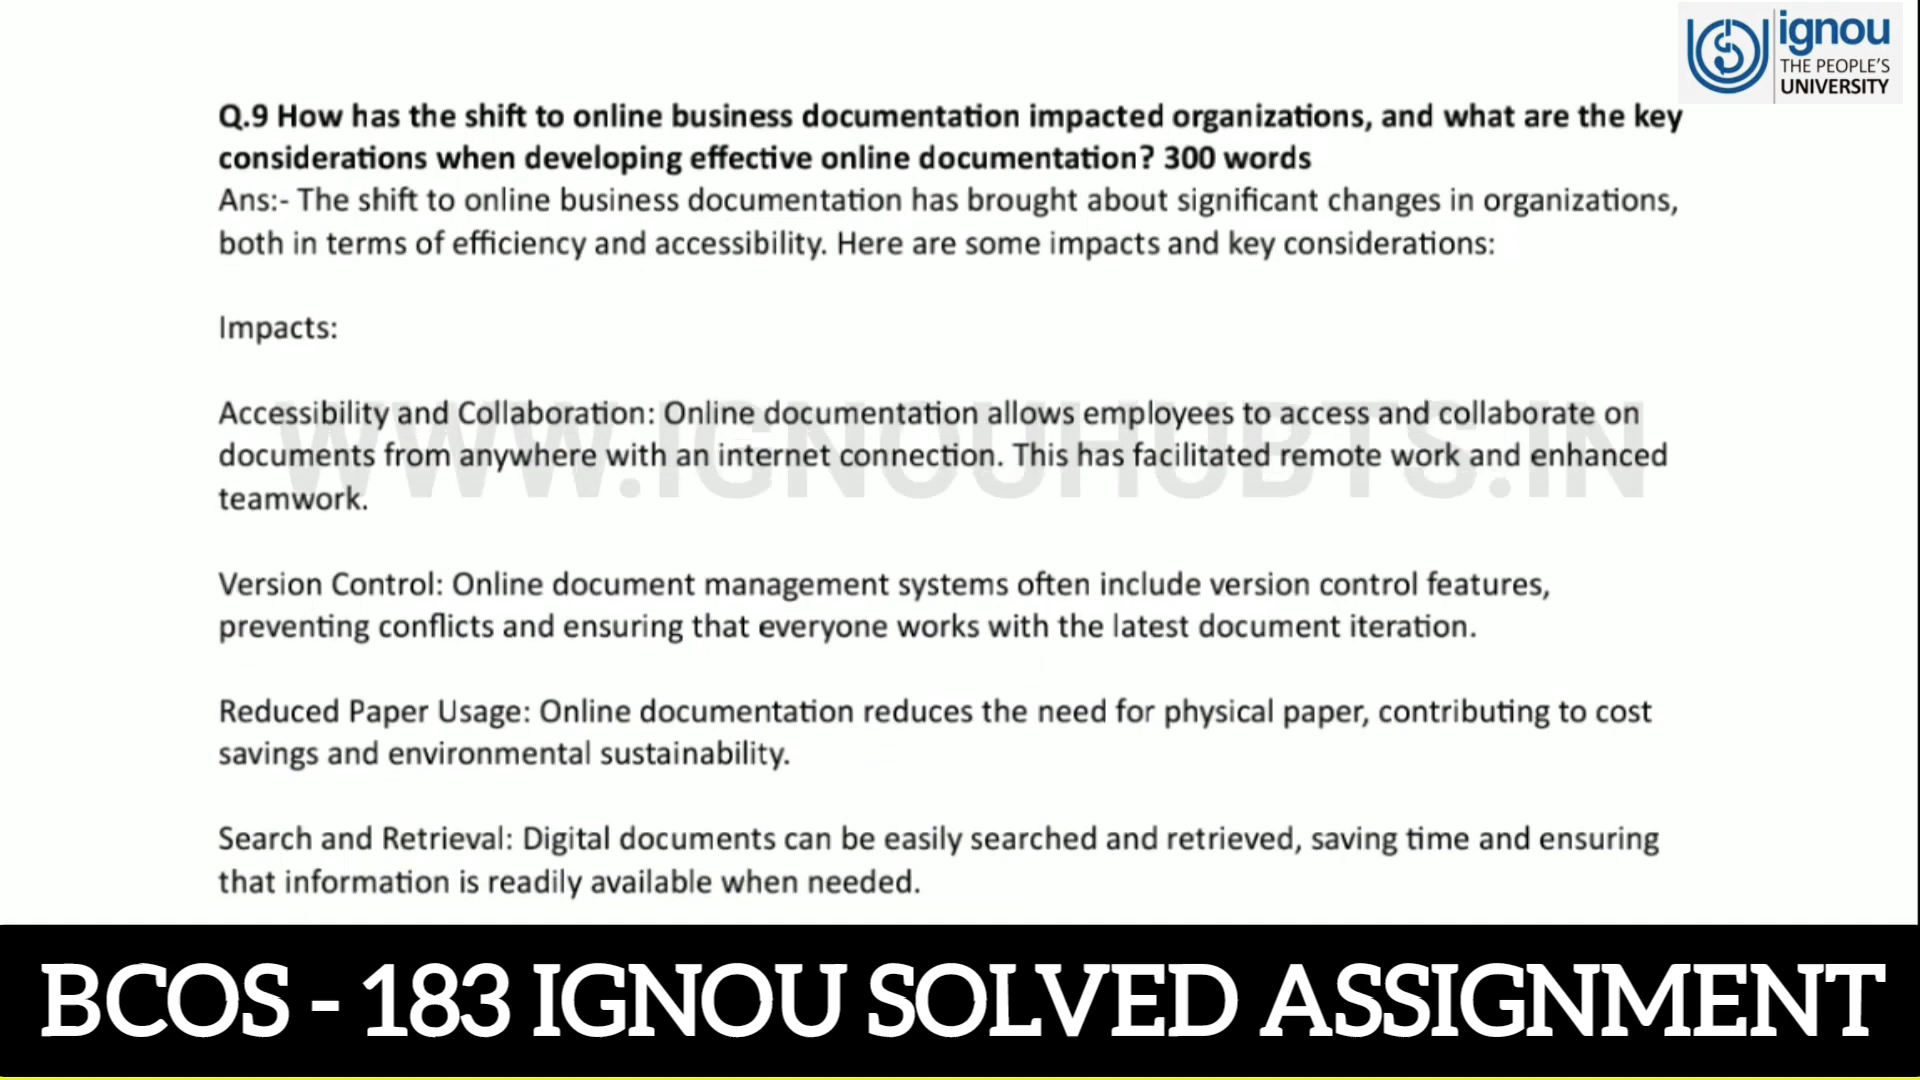 ignou
THE PEOPLE'S
UNIVERSITY
Q.9 How has the shift to online business documentation impacted organizations, and what are the key
considerations when developing effective online documentation? 300 words
Ans:- The shift to online business documentation has brought about significant changes in organizations,
both in terms of efficiency and accessibility. Here are some impacts and key considerations:
Impacts:
Accessibility and Collaboration: Online documentation allows employees to access and collaborate on
documents from anywhere with an internet connection. This has facilitated remote work and enhanced
teamwork.
WWW.IGNOUHUBTS.IN
Version Control: Online document management systems often include version control features,
preventing conflicts and ensuring that everyone works with the latest document iteration.
Reduced Paper Usage: Online documentation reduces the need for physical paper, contributing to cost
savings and environmental sustainability.
Search and Retrieval: Digital documents can be easily searched and retrieved, saving time and ensuring
that information is readily available when needed.
BCOS - 183 IGNOU SOLVED ASSIGNMENT